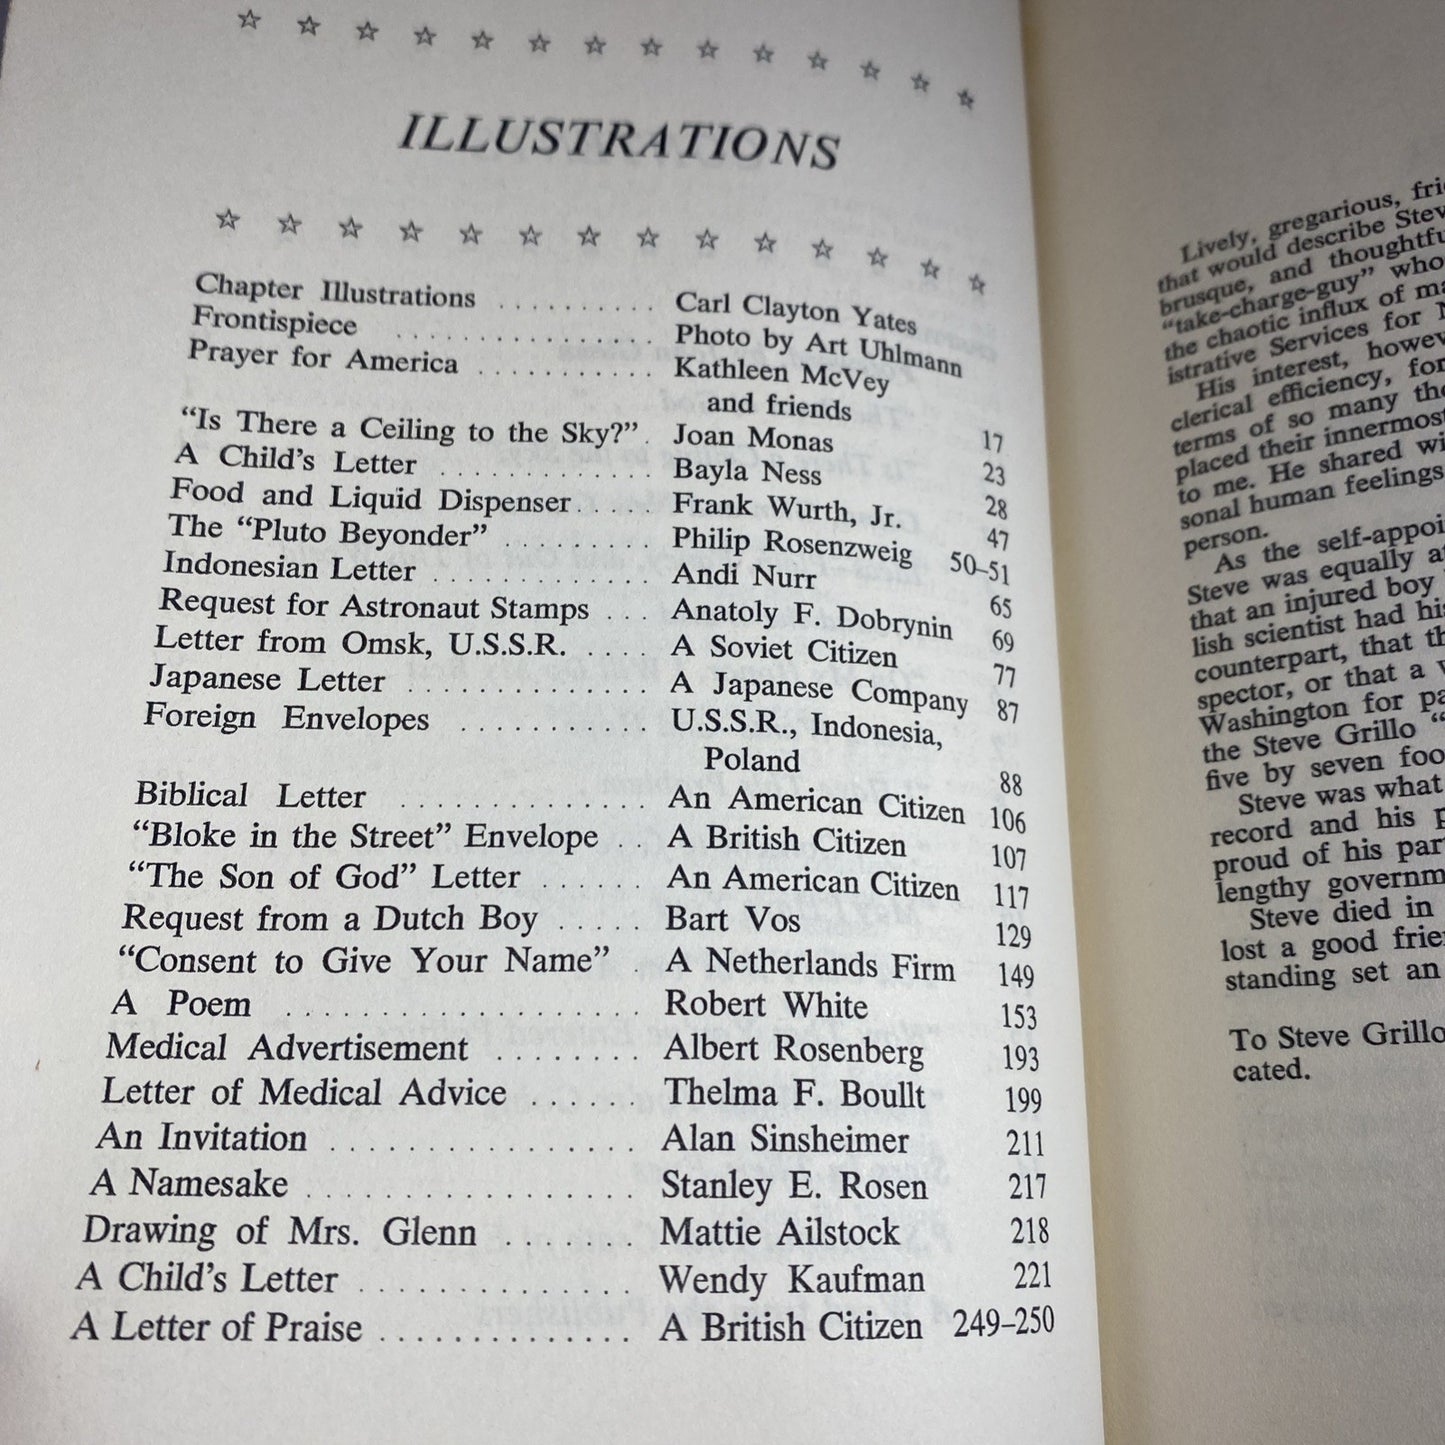 ILLUSTRATIONS
Chapter Illustrations . . . . . . . . . . Carl Clayton Yates
Frontispiece . . . . . . . . . . . . . . . Photo by Art Uhlmann
Prayer for America . . . . . . . . . . . Kathleen McVey
and friends 17
“Is There a Ceiling to the Sky?” . Joan Monas 23
A Child’s Letter . . . . . . . . . . . . Bayla Ness 28
Food and Liquid Dispenser . . . . . Frank Wurth, Jr. 47
The “Pluto Beyonder” . . . . . . . . . Philip Rosenzweig 50–51
Indonesian Letter . . . . . . . . . . . . . Andi Nurr 65
Request for Astronaut Stamps . . . Anatoly F. Dobrynin 69
Letter from Omsk, U.S.S.R. . . . . A Soviet Citizen 77
Japanese Letter . . . . . . . . . . . . . . A Japanese Company 87
Foreign Envelopes . . . . . . . . . . . U.S.S.R., Indonesia,
Poland 88
Biblical Letter . . . . . . . . . . . . . . An American Citizen 106
“Bloke in the Street” Envelope . . A British Citizen 107
“The Son of God” Letter . . . . . . An American Citizen 117
Request from a Dutch Boy . . . . . Bart Vos 129
“Consent to Give Your Name” . A Netherlands Firm 149
A Poem . . . . . . . . . . . . . . . . . . . Robert White 153
Medical Advertisement . . . . . . . . Albert Rosenberg 193
Letter of Medical Advice . . . . . . Thelma F. Boullt 199
An Invitation . . . . . . . . . . . . . . . . Alan Sinsheimer 211
A Namesake . . . . . . . . . . . . . . . . . Stanley E. Rosen 217
Drawing of Mrs. Glenn . . . . . . . Mattie Ailstock 218
A Child’s Letter . . . . . . . . . . . . . . Wendy Kaufman 221
A Letter of Praise . . . . . . . . . . . . . A British Citizen 249–250
Lively, gregarious,
that would describe
brusque, and
“take-charge-guy” who
the chaotic influx of
istrative Services for
His interest,
clerical efficiency,
terms of so many
placed their innermost
to me. He shared
sonal human feelings
person.
As the
Steve was equally
that an injured boy
lish scientist had
counterpart, that
spector, or that a
Washington for
the Steve Grillo
five by seven
Steve was what
record and his
proud of his
lengthy
Steve died in
lost a good
standing set an
To Steve Grillo
cated.